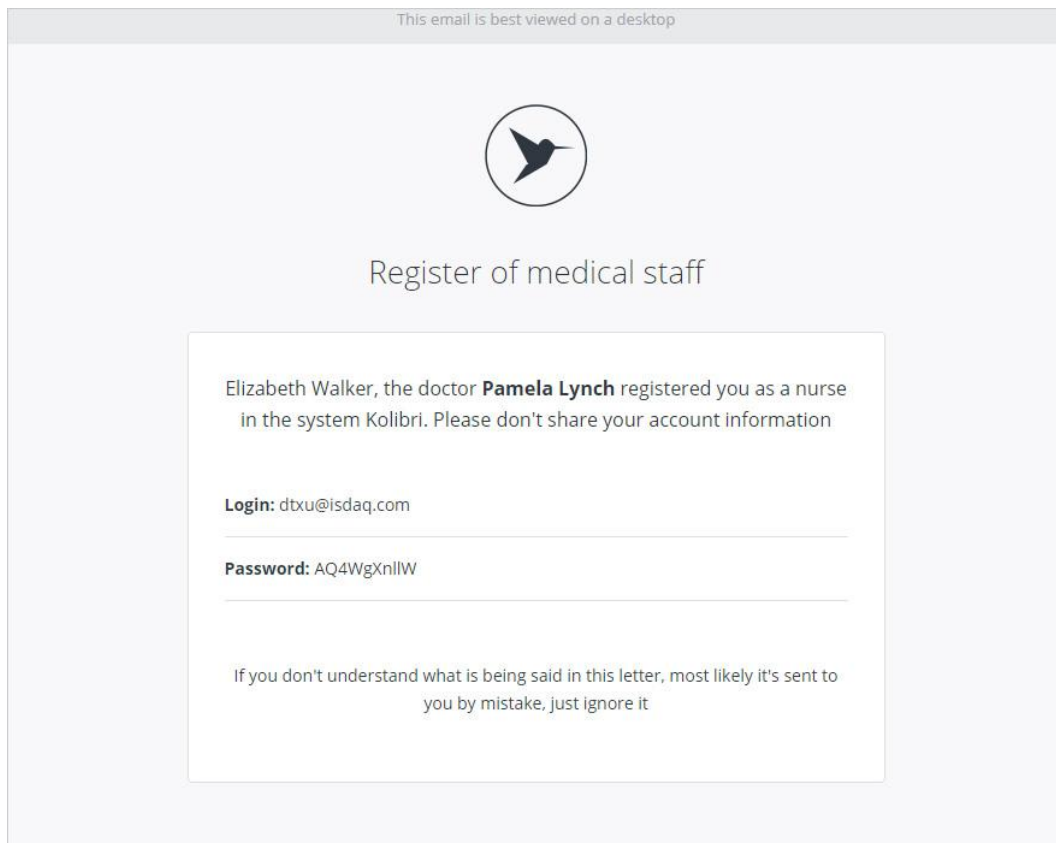 This email is best viewed on a desktop
Register of medical staff
Elizabeth Walker, the doctor Pamela Lynch registered you as a nurse
in the system Kolibri. Please don't share your account information
Login: dtxu@isdaq.com
Password: AQ4WgXnllW
If you don't understand what is being said in this letter, most likely it's sent to
you by mistake, just ignore it